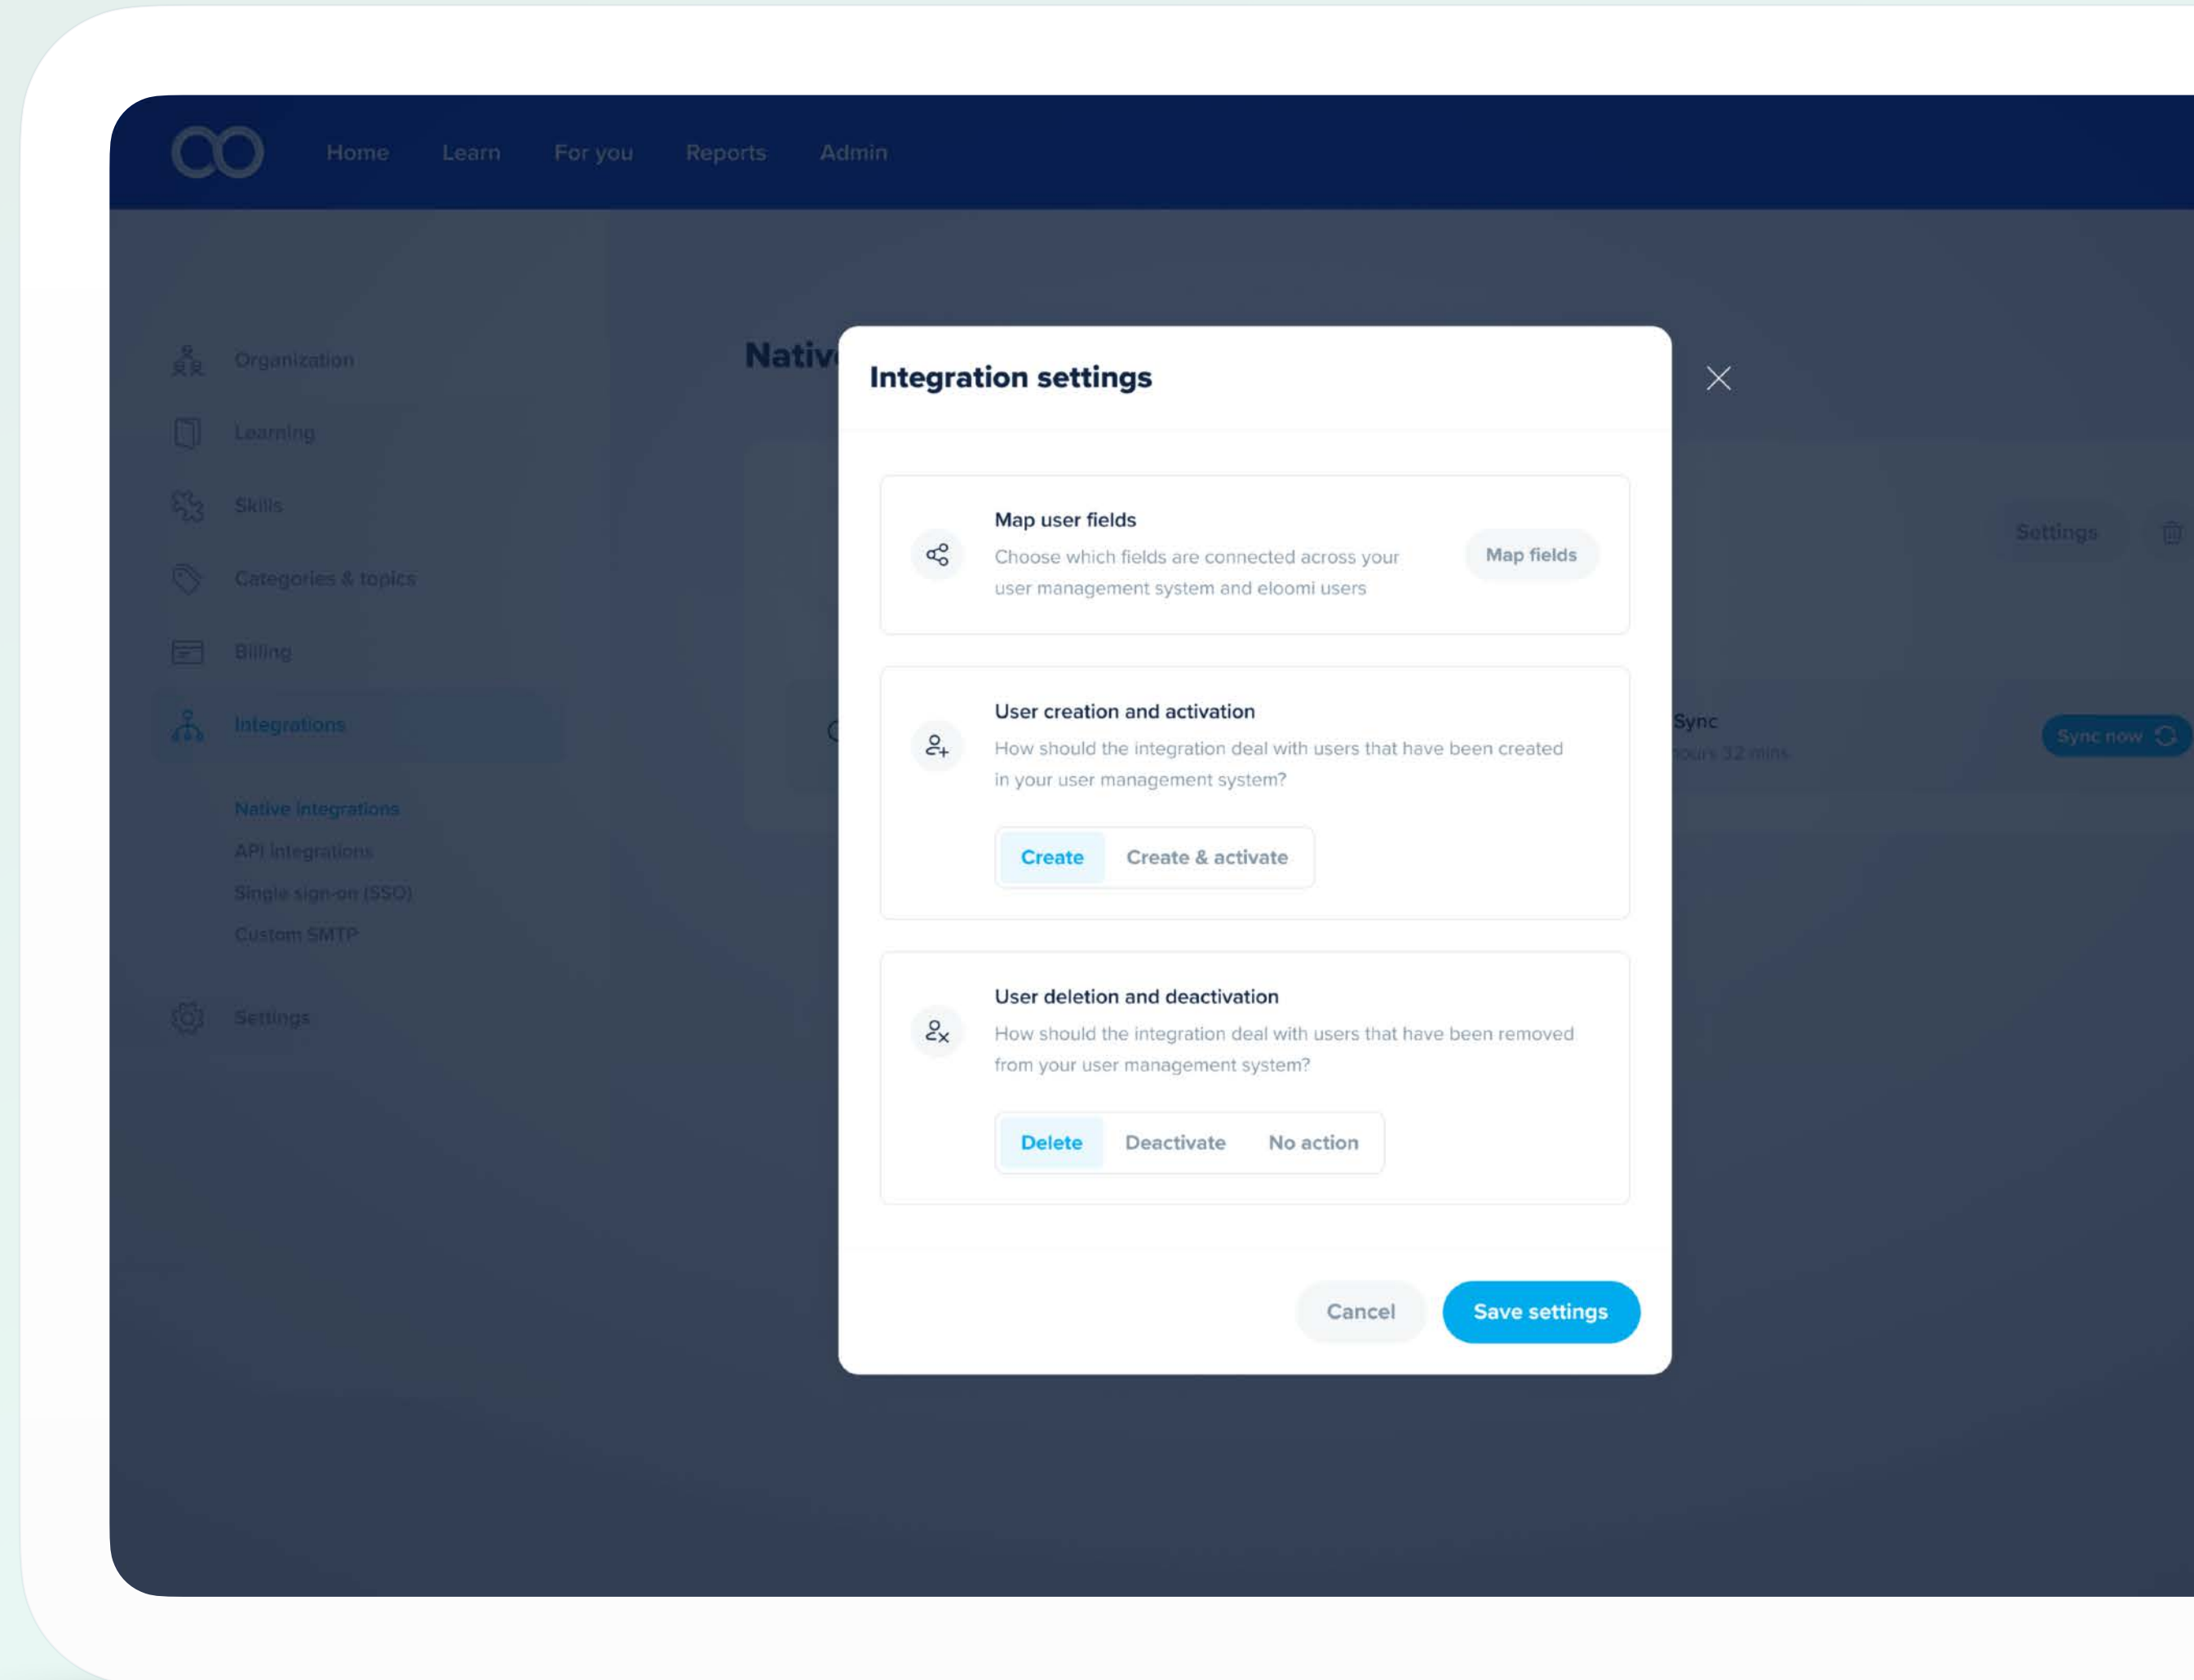 Home Learn For you Reports Admin
Organization
Learning
Skills
Categories & topics
Billing
Integrations
Native integrations
API integrations
Single sign-on (SSO)
Custom SMTP
Settings
Nativ
Settings
Sync
hours 32 mins
Sync now
Integration settings
Map user fields
Choose which fields are connected across your
user management system and eloomi users
Map fields
User creation and activation
How should the integration deal with users that have been created
in your user management system?
Create Create & activate
User deletion and deactivation
How should the integration deal with users that have been removed
from your user management system?
Delete Deactivate No action
Cancel Save settings